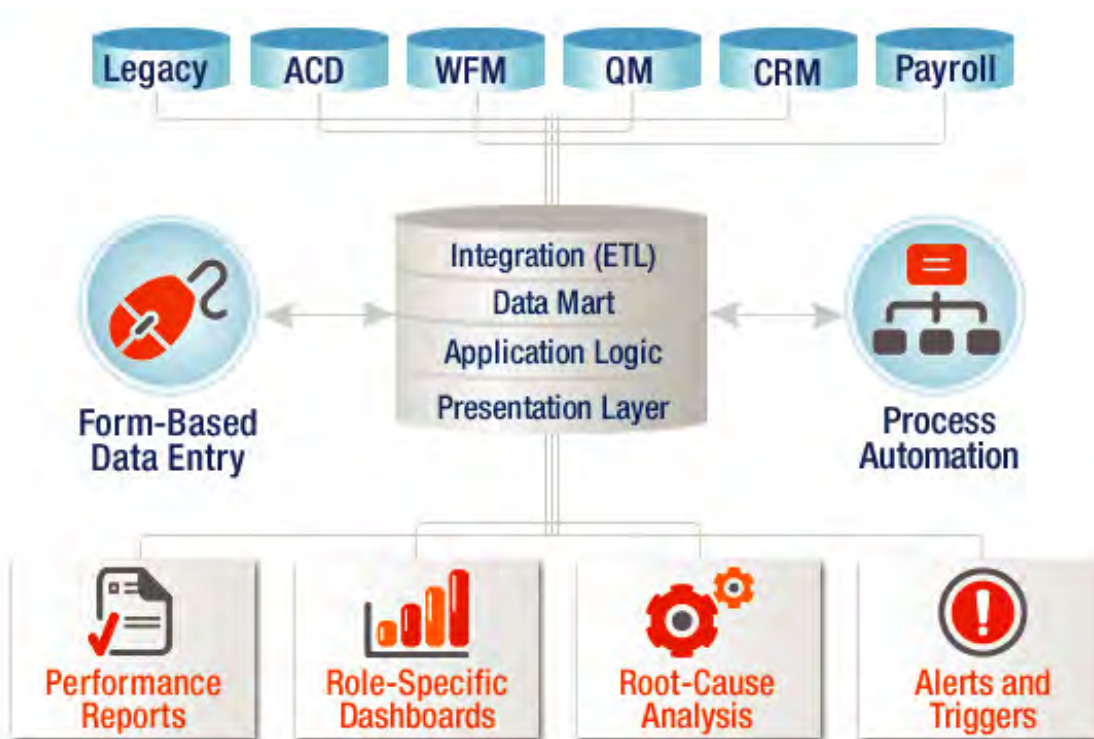 Legacy
ACD
WFM
QM
CRM
Payroll
Integration (ETL)
Data Mart
Application Logic
Presentation Layer
Form-Based
Data Entry
Process
Automation
Performance
Reports
Role-Specific
Dashboards
Root-Cause
Analysis
Alerts and
Triggers